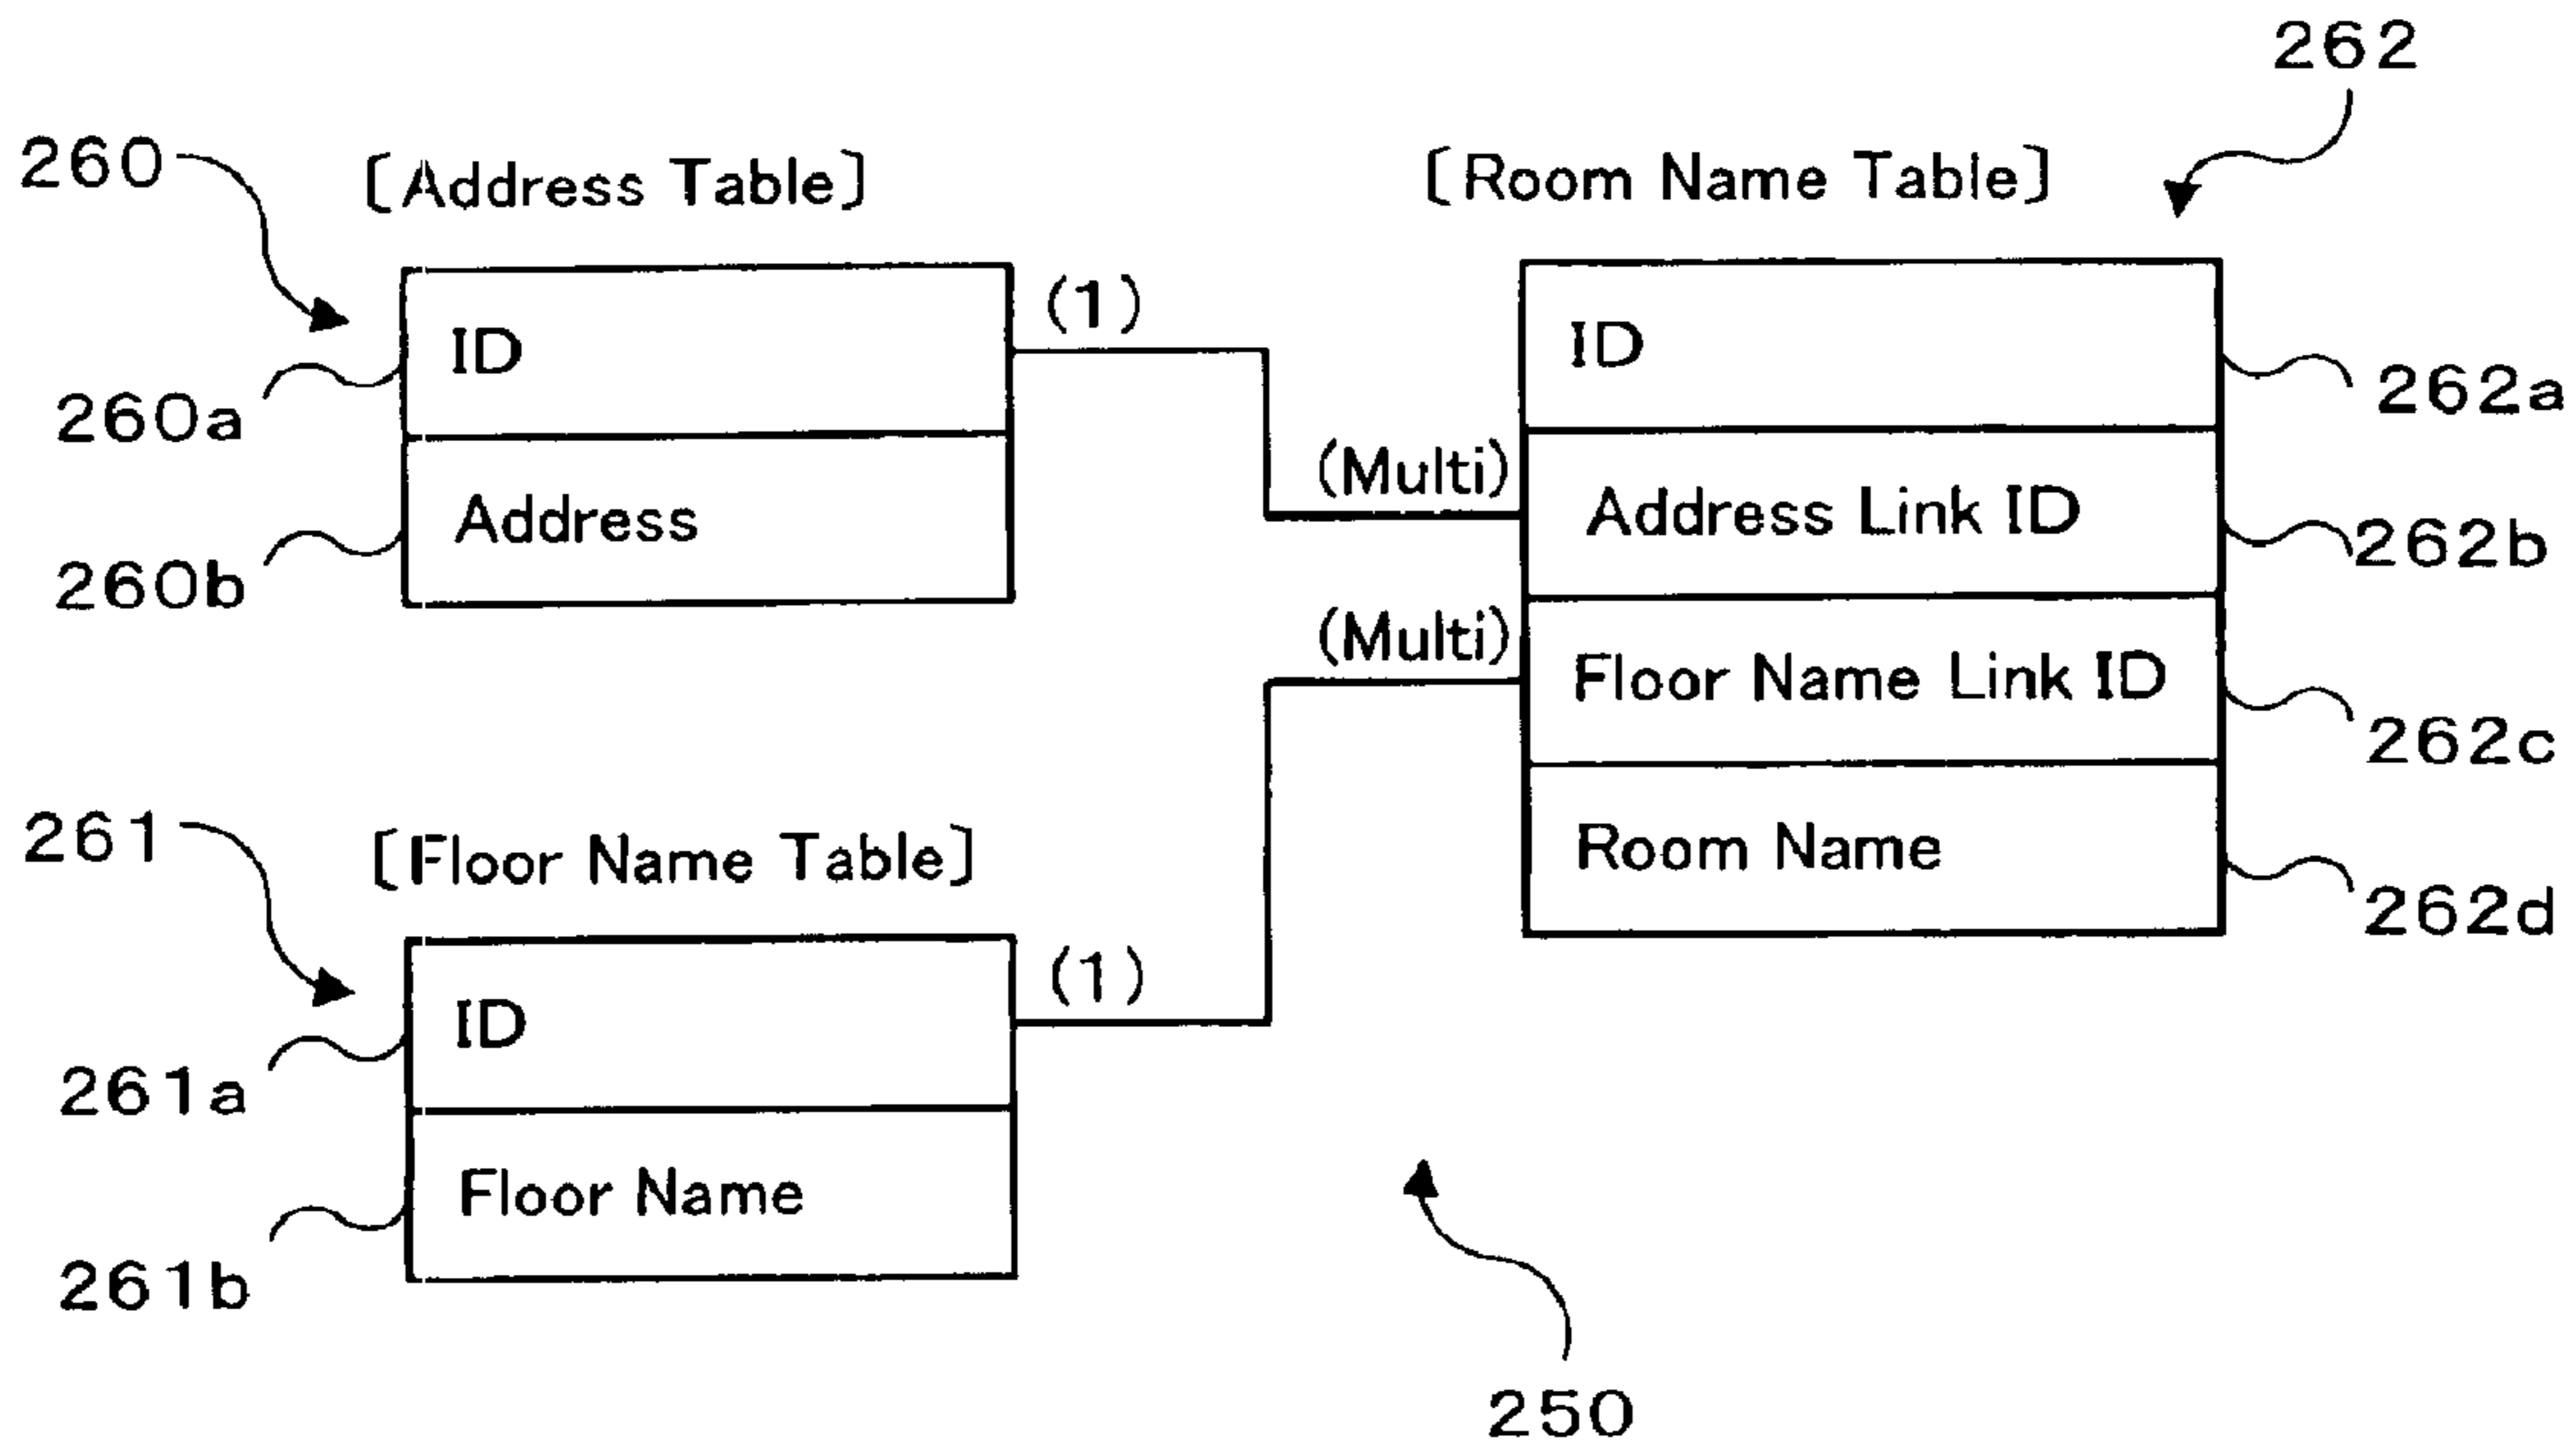 262
260
〔Address Table〕
〔Room Name Table〕
(1)
ID
ID
260a
262a
(Multi)
Address
Address Link ID
260b
262b
(Multi)
Floor Name Link ID
262c
261
〔Floor Name Table〕
Room Name
262d
(1)
ID
261a
Floor Name
261b
250